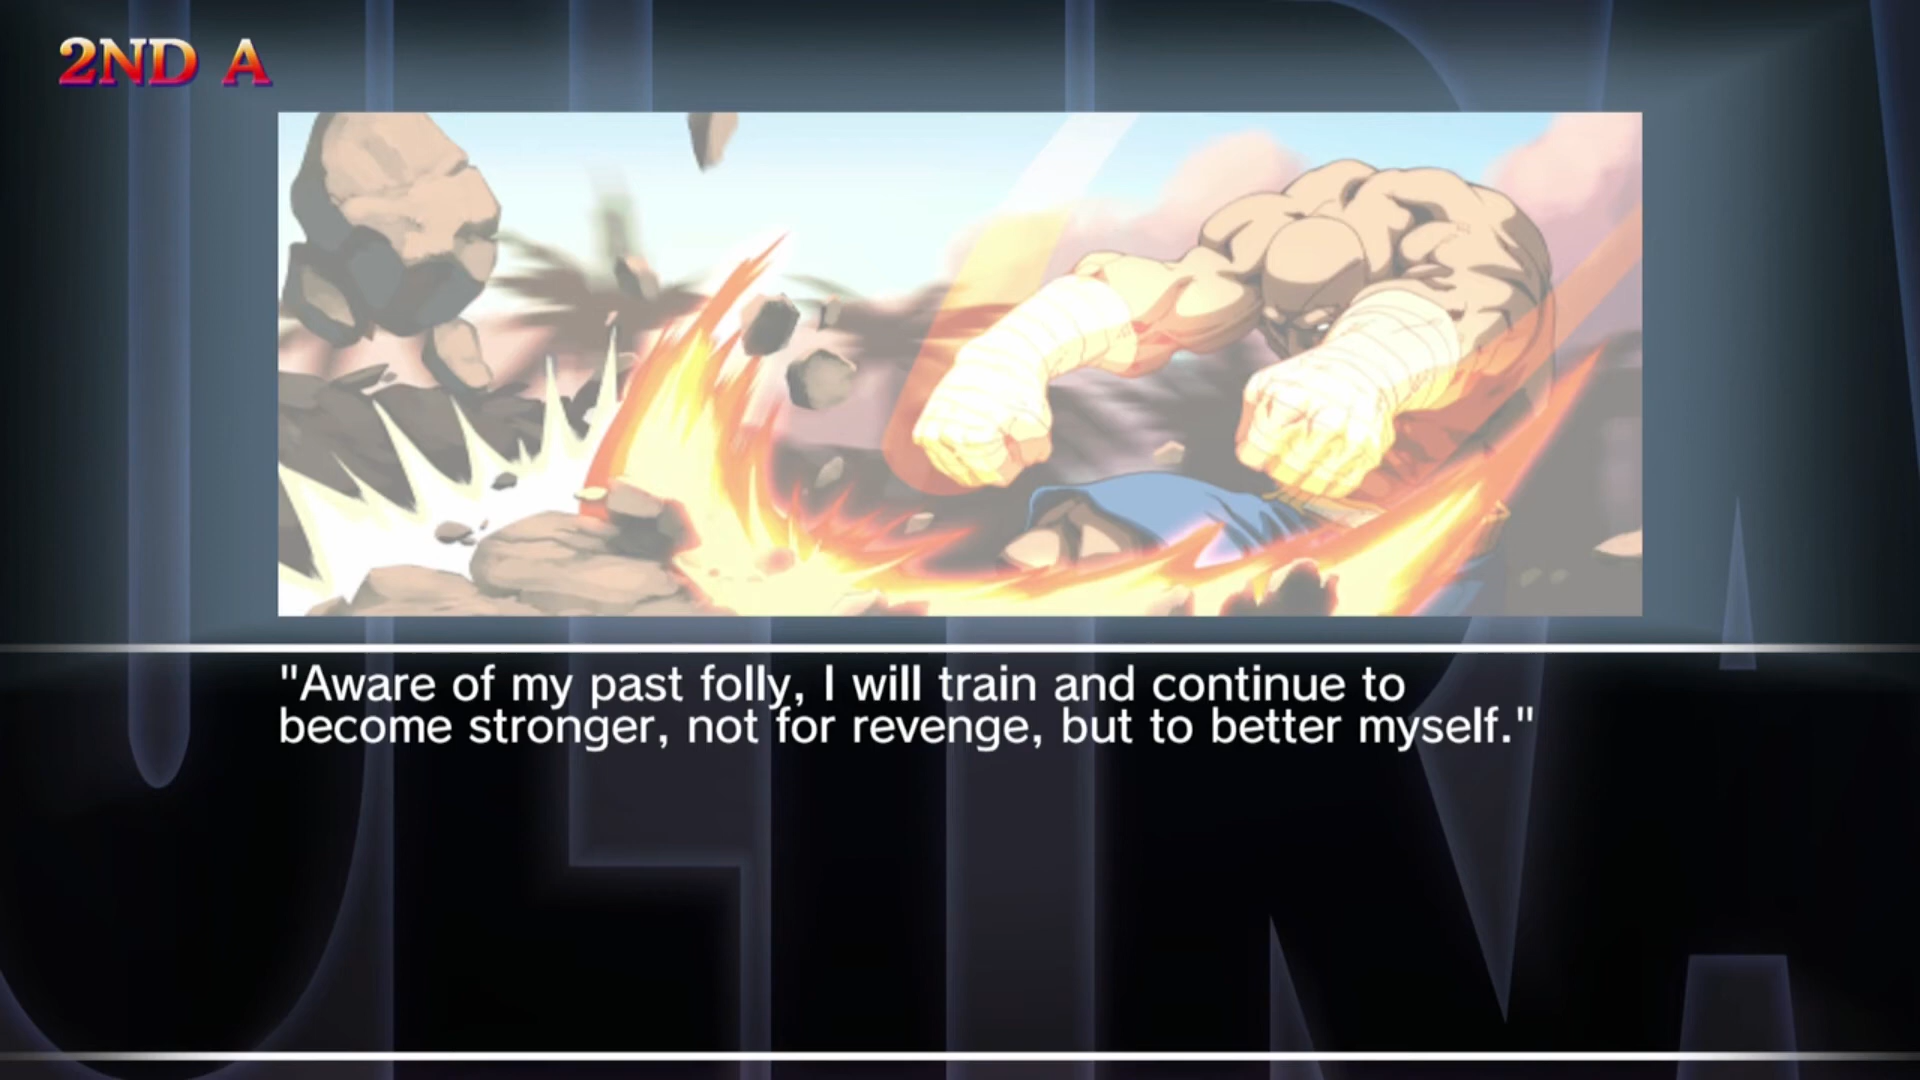 2ND A
"Aware of my past folly, I will train and continue to
become stronger, not for revenge, but to better myself."